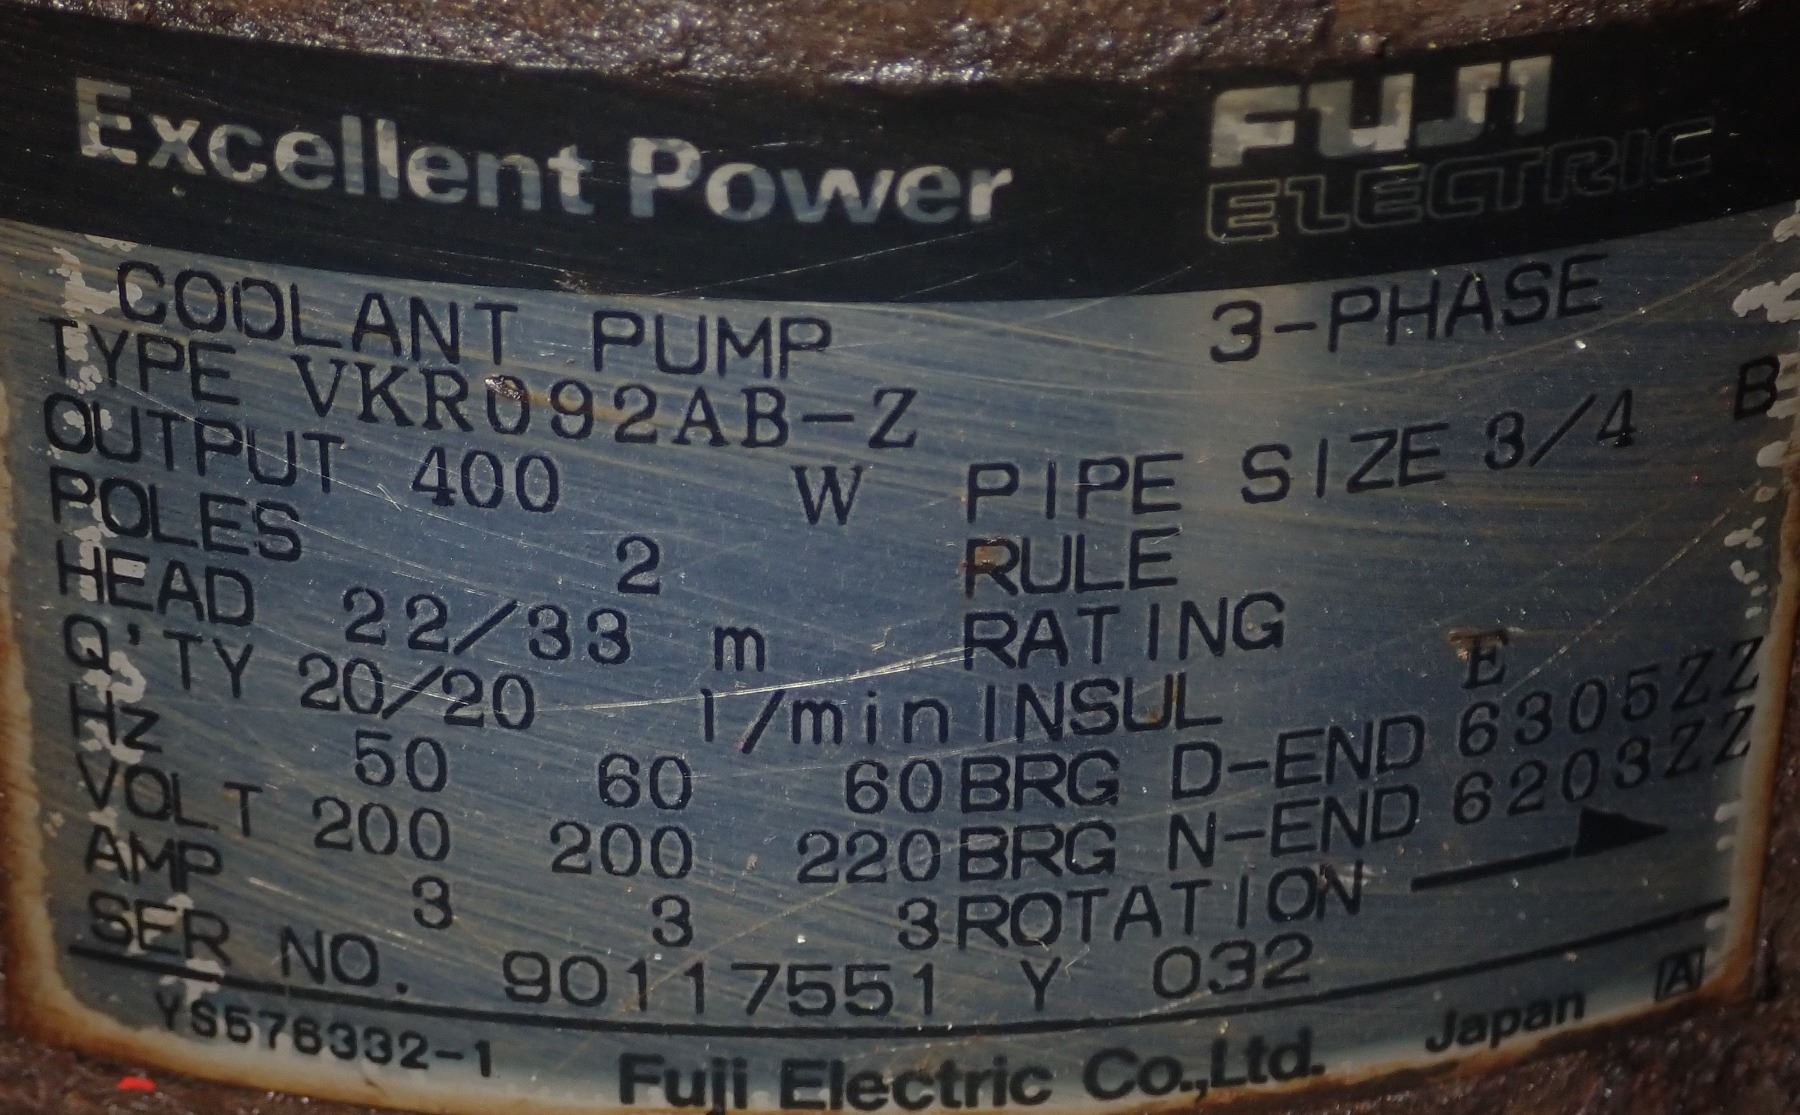 Excellent Power FUJI
ELECTRIC
COOLANT PUMP 3-PHASE
TYPE VKR092AB-Z
OUTPUT 400 W PIPE SIZE 3/4 B
POLES 2 RULE
HEAD 22/33 m RATING
Q'TY 20/20 l/min INSUL E
Hz 50 60 60 BRG D-END 6305ZZ
VOLT 200 200 220 BRG N-END 6203ZZ
AMP 3 3 3 ROTATION
SER NO. 90117551 Y 032
YS576332-1 Fuji Electric Co.,Ltd. Japan A